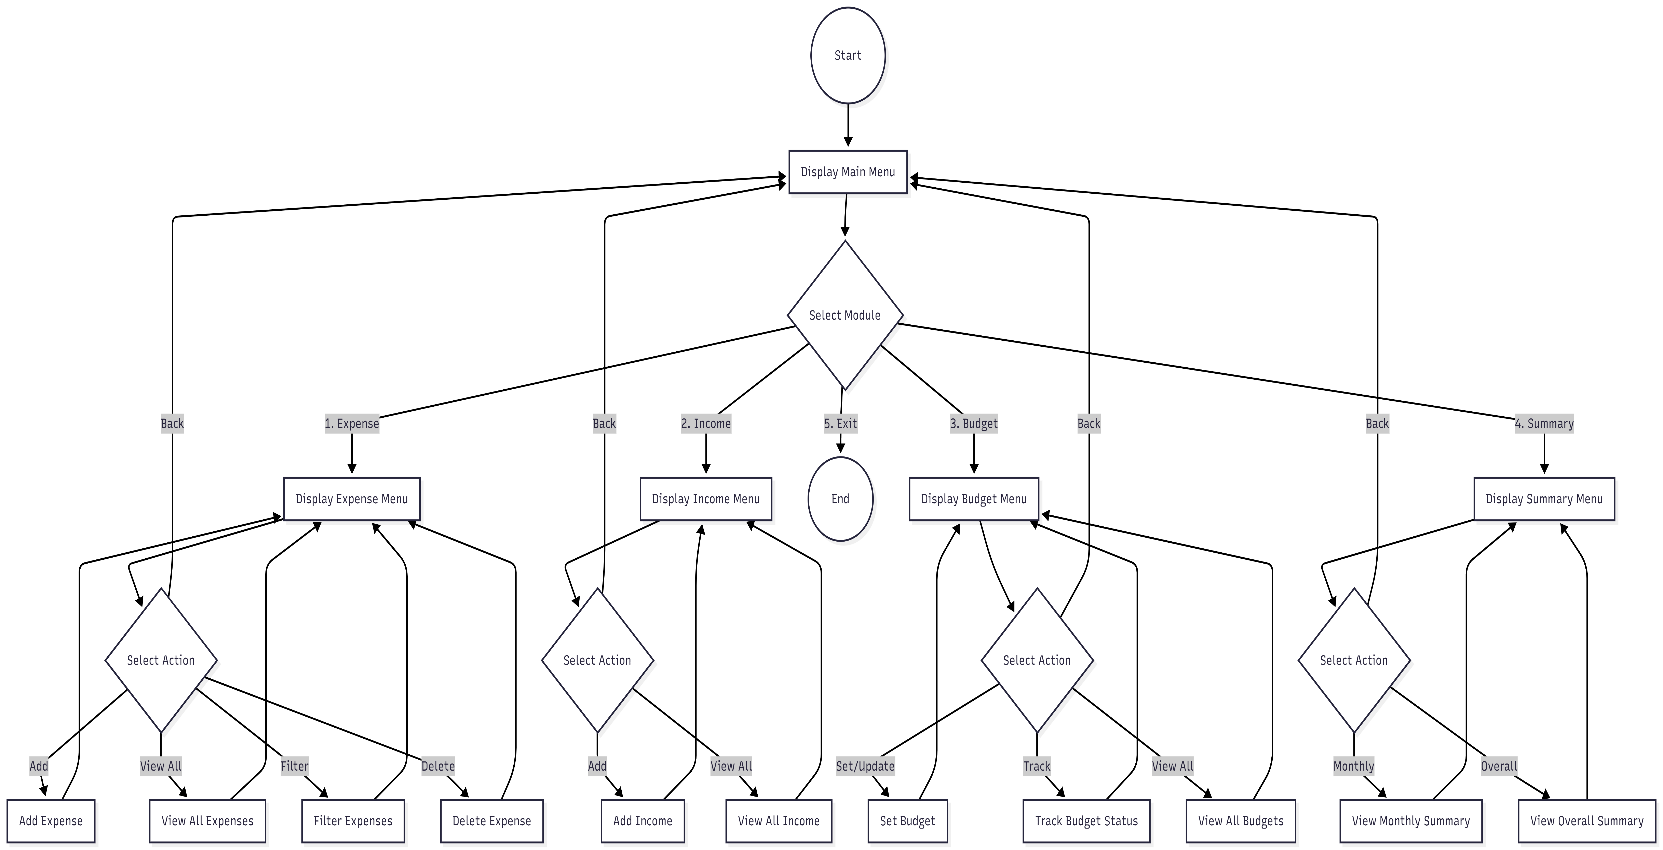 Start
Display Main Menu
Select Module
Back
1. Expense
Back
2. Income
5. Exit
3. Budget
Back
Back
4. Summary
Display Expense Menu
Display Income Menu
End
Display Budget Menu
Display Summary Menu
Select Action
Select Action
Select Action
Select Action
Add
View All
Filter
Delete
Add
View All
Set/Update
Track
View All
Monthly
Overall
Add Expense
View All Expenses
Filter Expenses
Delete Expense
Add Income
View All Income
Set Budget
Track Budget Status
View All Budgets
View Monthly Summary
View Overall Summary